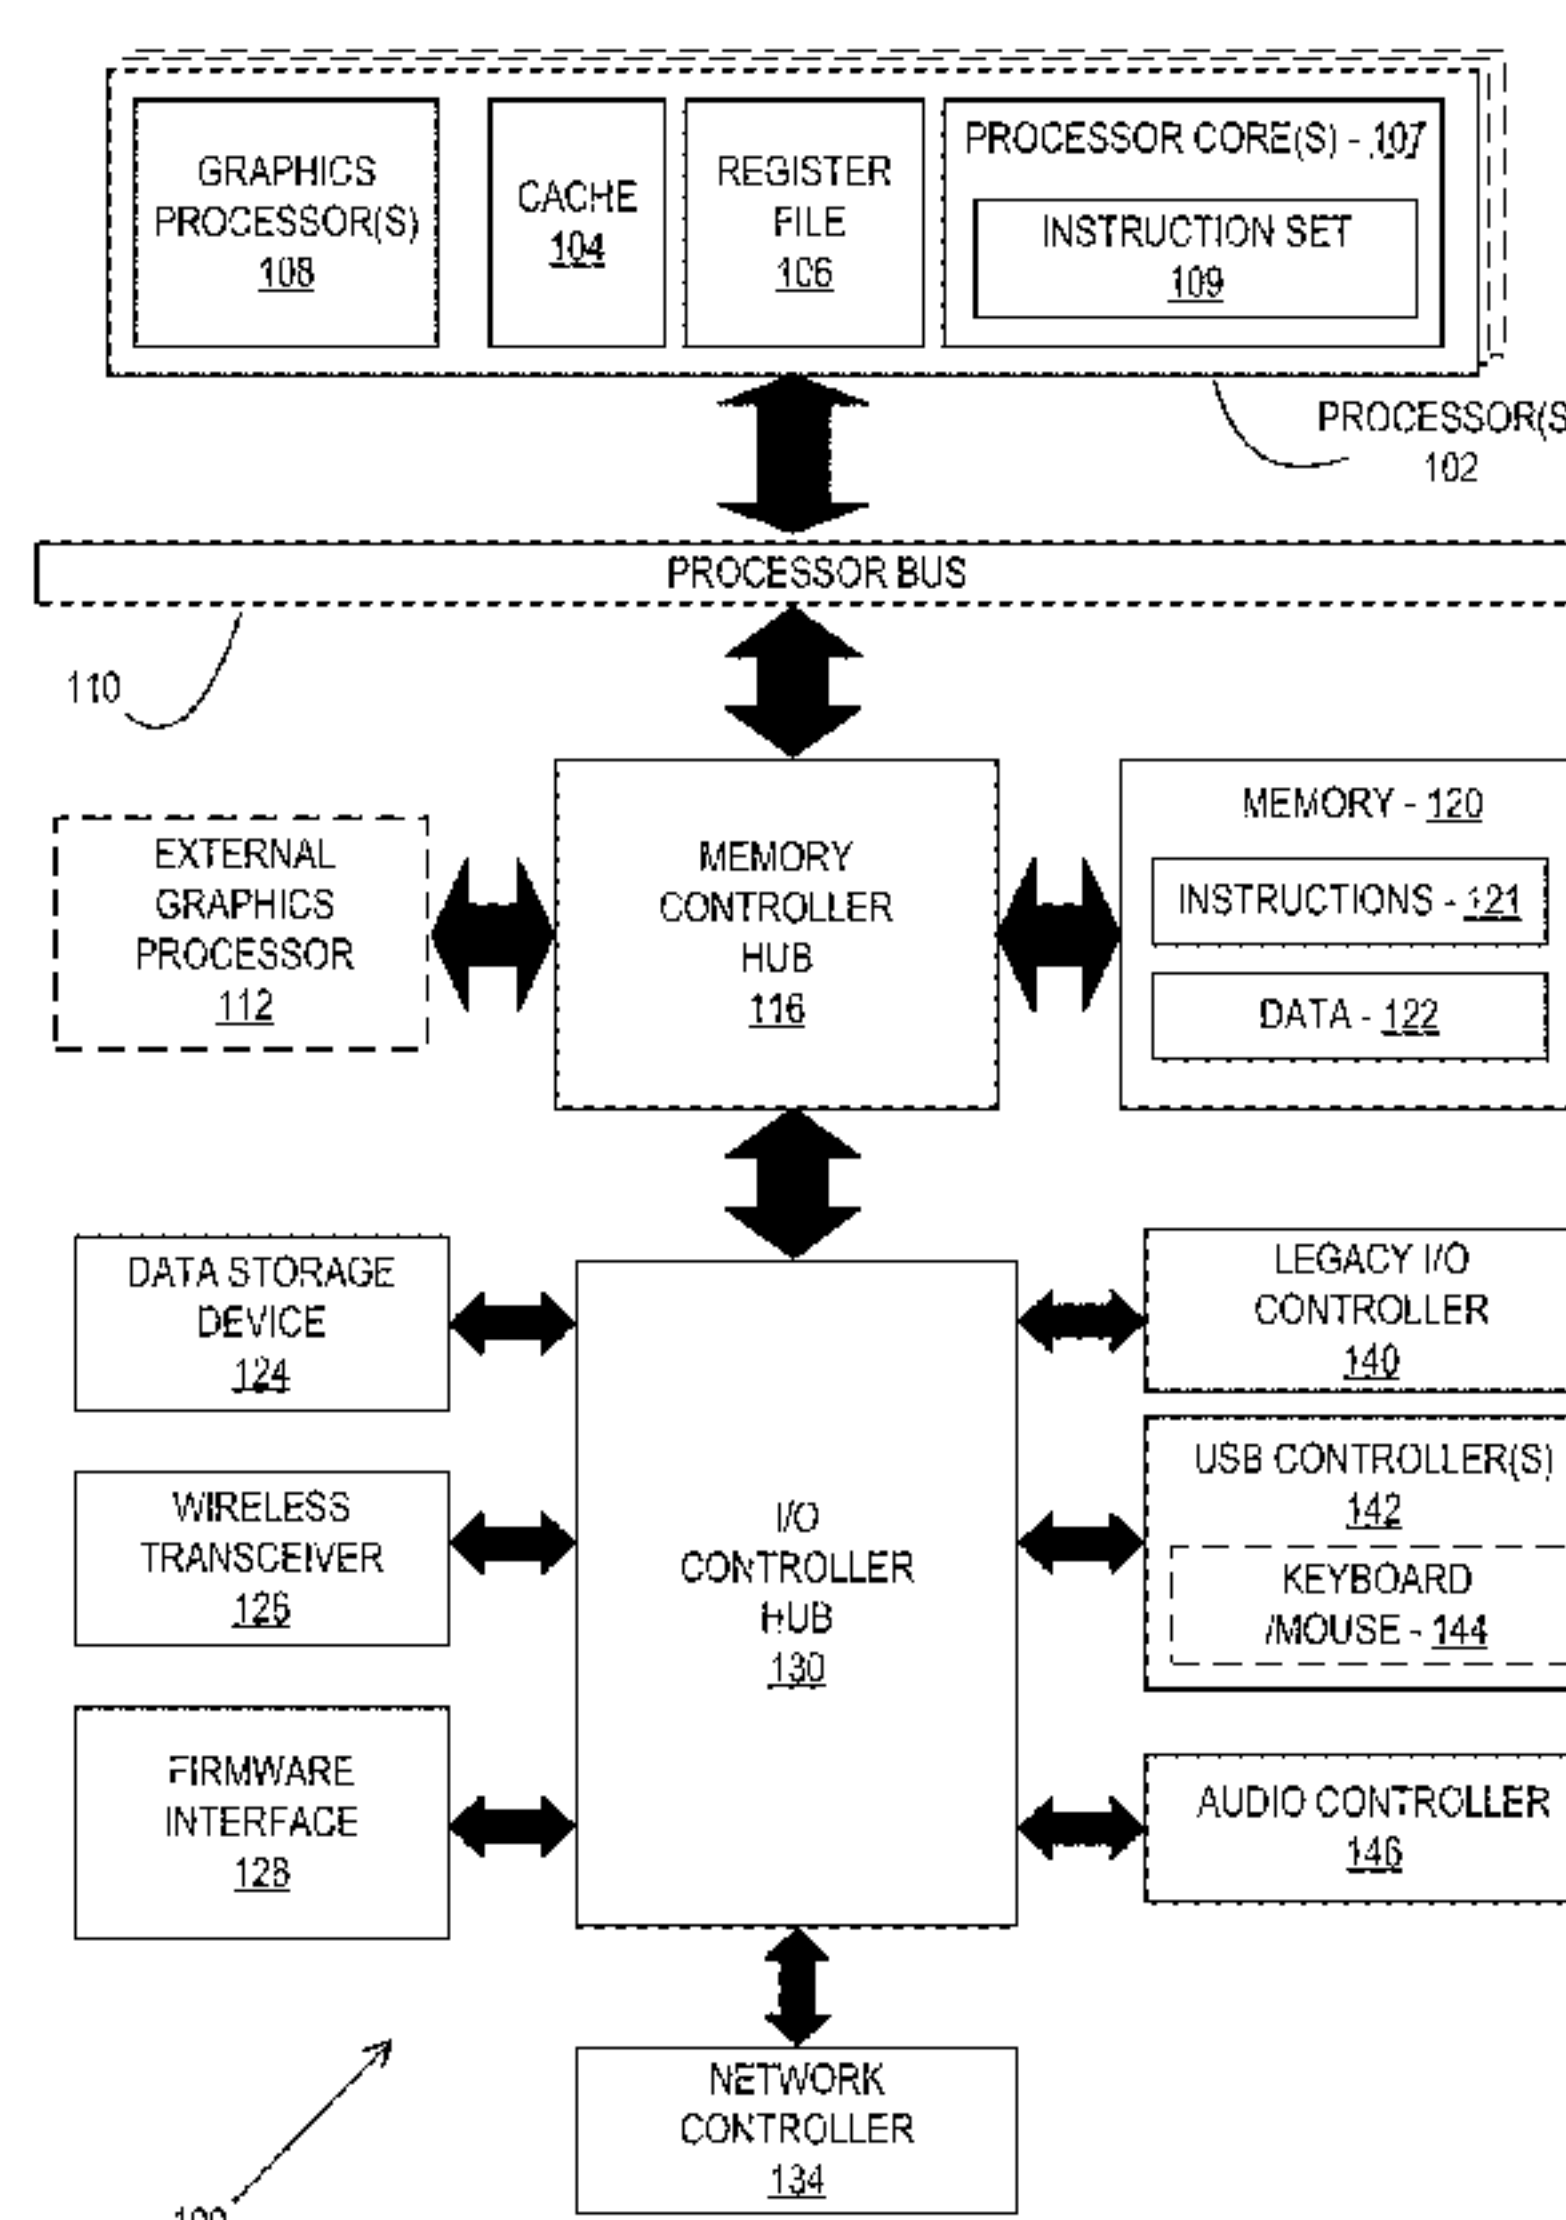 GRAPHICS
PROCESSOR(S)
108
CACHE
104
REGISTER
FILE
106
PROCESSOR CORE(S) - 107
INSTRUCTION SET
109
PROCESSOR(S
102
PROCESSOR BUS
110
EXTERNAL
GRAPHICS
PROCESSOR
112
MEMORY
CONTROLLER
HUB
116
MEMORY - 120
INSTRUCTIONS - 121
DATA - 122
DATA STORAGE
DEVICE
124
WIRELESS
TRANSCEIVER
126
FIRMWARE
INTERFACE
128
I/O
CONTROLLER
HUB
130
LEGACY I/O
CONTROLLER
140
USB CONTROLLER(S)
142
KEYBOARD
/MOUSE - 144
AUDIO CONTROLLER
146
NETWORK
CONTROLLER
134